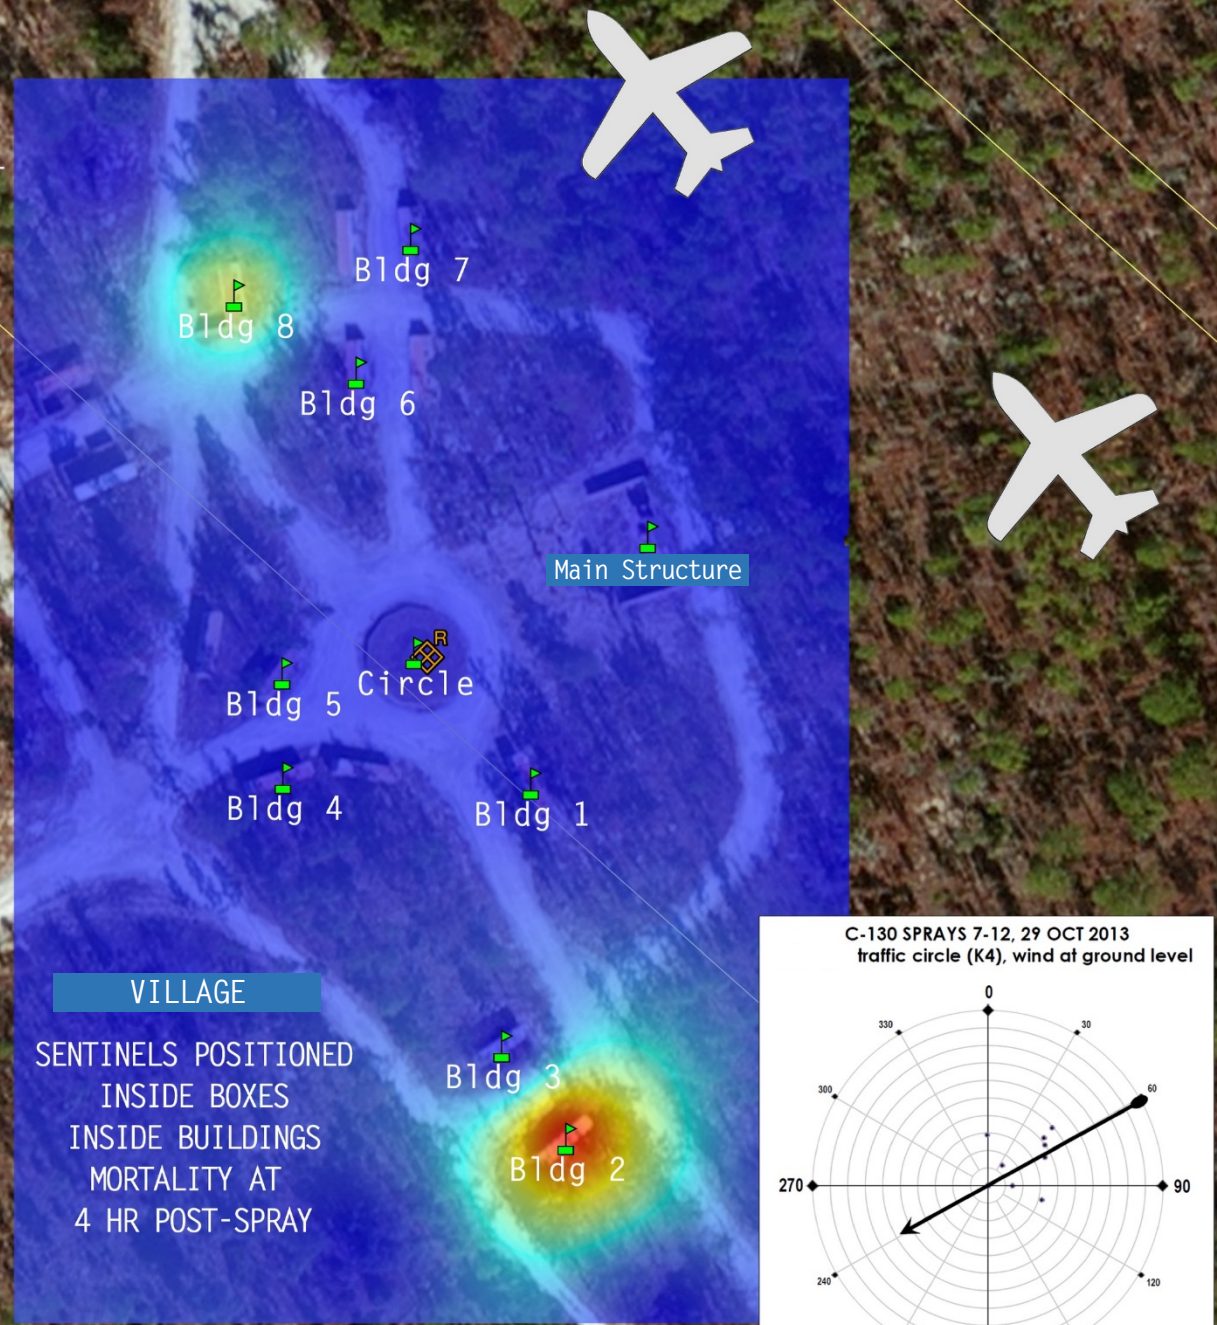 Bldg 7
Bldg 8
Bldg 6
Main Structure
R
Circle
Bldg 5
Bldg 4
Bldg 1
VILLAGE
SENTINELS POSITIONED
INSIDE BOXES
INSIDE BUILDINGS
MORTALITY AT
4 HR POST-SPRAY
Bldg 3
Bldg 2
C-130 SPRAYS 7-12, 29 OCT 2013
traffic circle (K4), wind at ground level
0
330
30
300
60
270
90
240
120